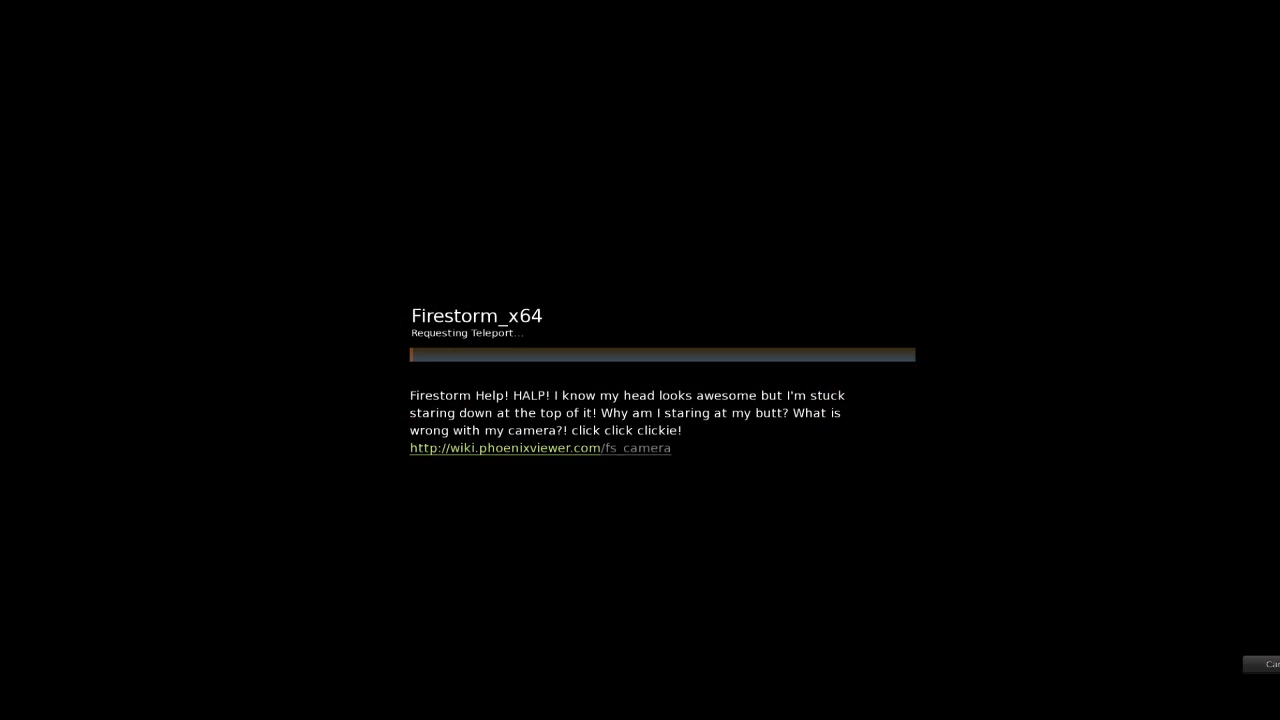 Firestorm_x64
Requesting Teleport...
Firestorm Help! HALP! I know my head looks awesome but I'm stuck
staring down at the top of it! Why am I staring at my butt? What is
wrong with my camera?! click click clickie!
http://wiki.phoenixviewer.com/fs_camera